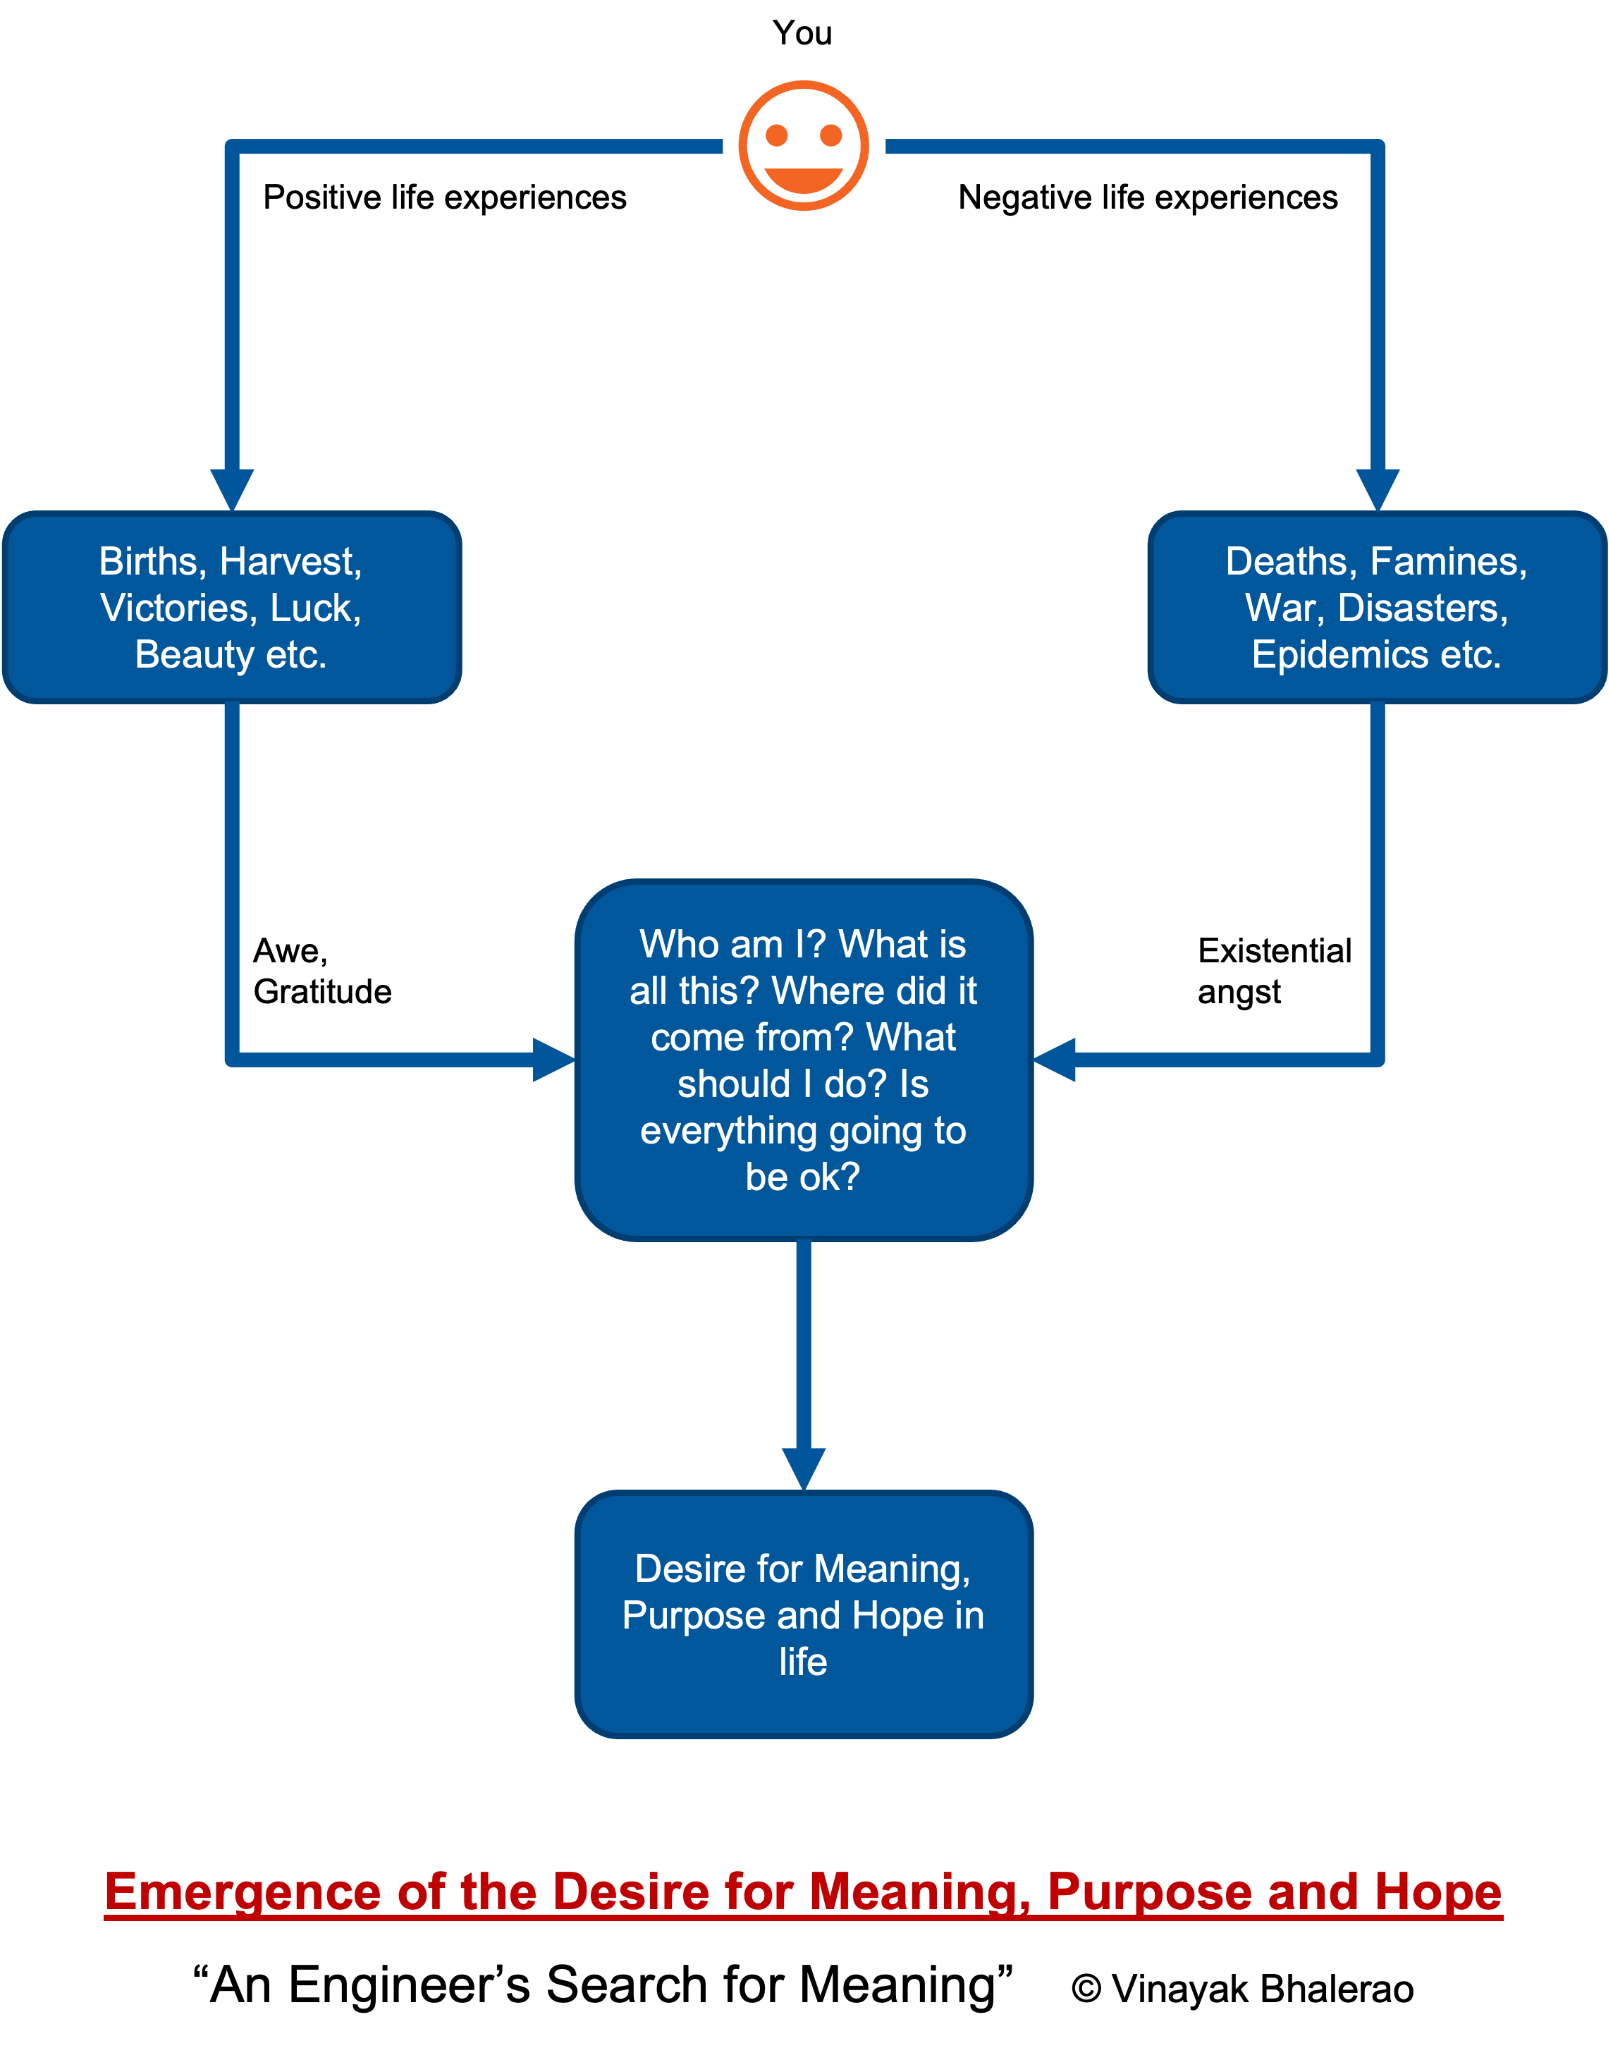 You
Positive life experiences
Negative life experiences
Births, Harvest,
Victories, Luck,
Beauty etc.
Deaths, Famines,
War, Disasters,
Epidemics etc.
Awe,
Gratitude
Who am I? What is
all this? Where did it
come from? What
should I do? Is
everything going to
be ok?
Existential
angst
Desire for Meaning,
Purpose and Hope in
life
Emergence of the Desire for Meaning, Purpose and Hope
“An Engineer’s Search for Meaning” © Vinayak Bhalerao